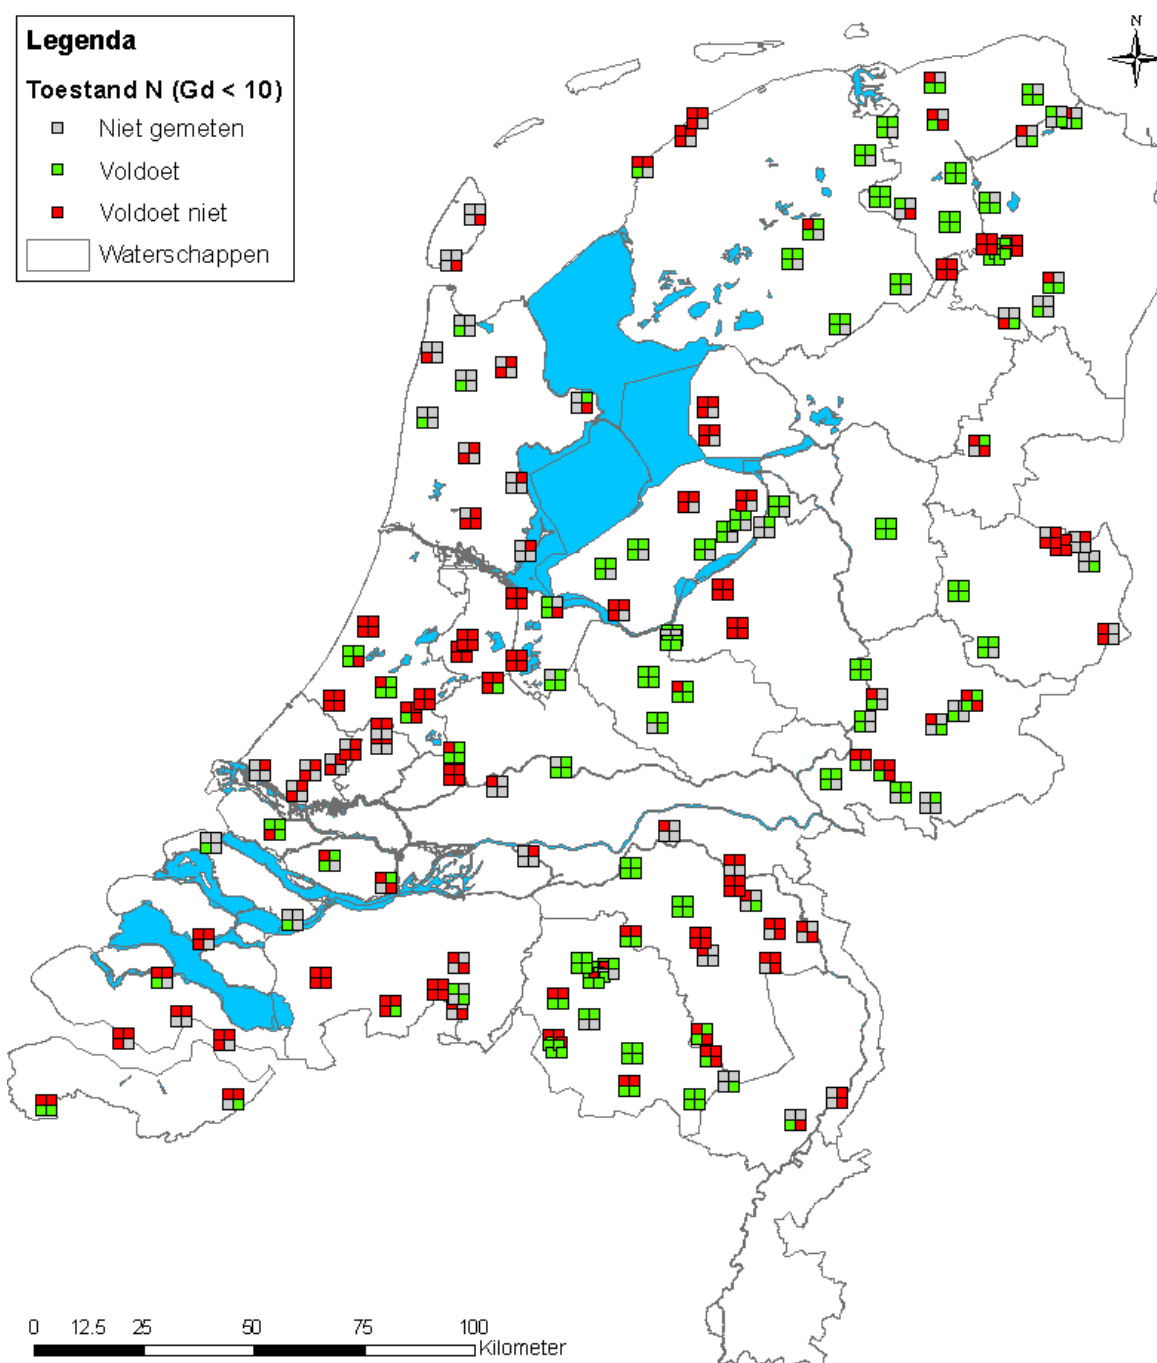 N
Legenda
Toestand N (Gd < 10)
Niet gemeten
Voldoet
Voldoet niet
Waterschappen
0 12.5 25 50 75 100
Kilometer